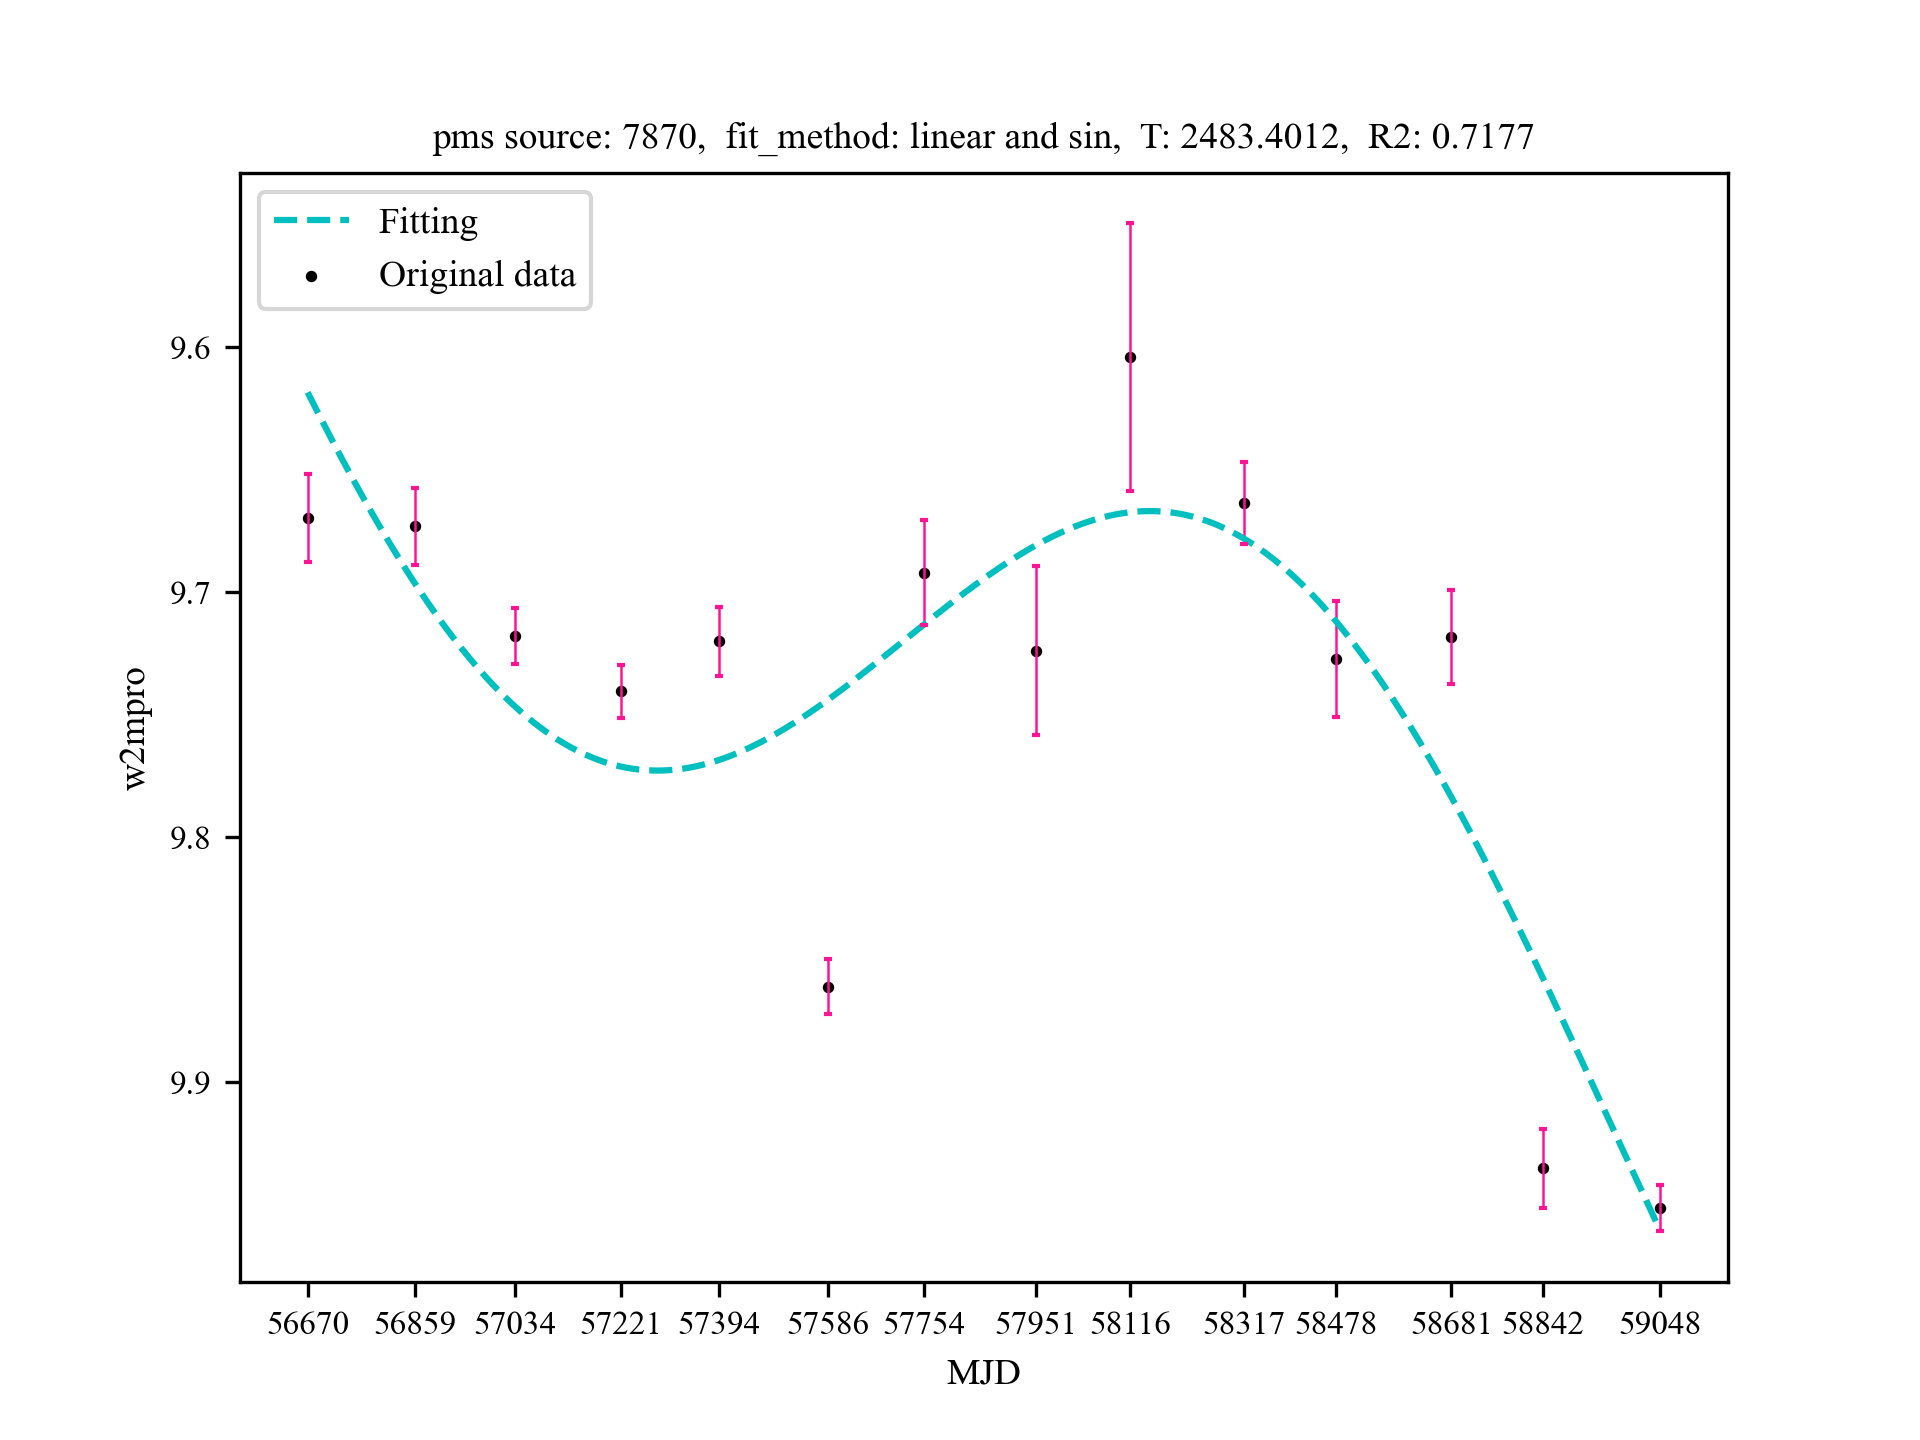 pms source: 7870,  fit_method: linear and sin,  T: 2483.4012,  R2: 0.7177
Fitting
Original data
9.6
9.7
9.8
9.9
w2mpro
56670 56859 57034 57221 57394 57586 57754 57951 58116 58317 58478 58681 58842 59048
MJD